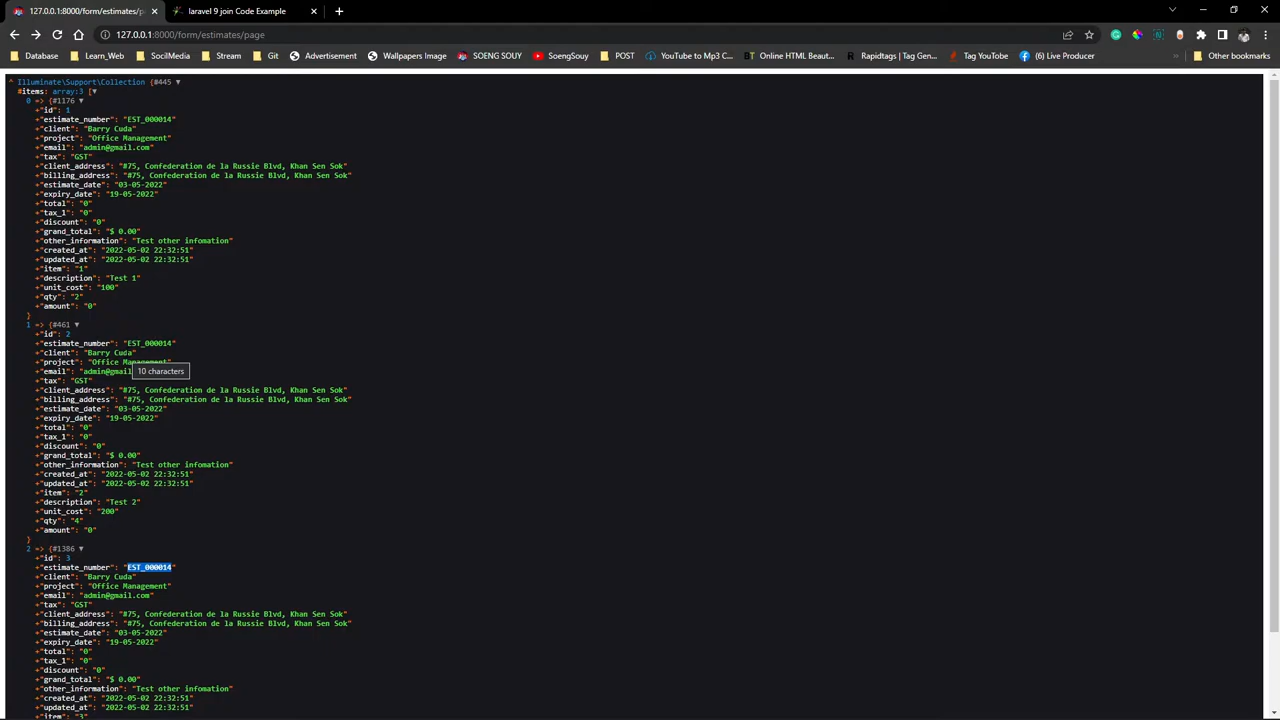 127.0.0.1:8000/form/estimates/p
laravel 9 join Code Example
127.0.0.1:8000/form/estimates/page
Database
Learn_Web
SocilMedia
Git
Advertisement
Wallpapers Image
SOENG SOUY
SoengSouy
POST
YouTube to Mp3 C...
Online HTML Beaut...
Rapidtags | Tag Gen...
Tag YouTube
(6) Live Producer
Other bookmarks
^ Illuminate\Support\Collection {#445 ▼
#items: array:3 [▼
0 => {#1176 ▼
+"id": 1
+"estimate_number": "EST_000014"
+"client": "Barry Cuda"
+"project": "Office Management"
+"email": "admin@gmail.com"
+"tax": "GST"
+"client_address": "#75, Confederation de la Russie Blvd, Khan Sen Sok"
+"billing_address": "#75, Confederation de la Russie Blvd, Khan Sen Sok"
+"estimate_date": "03-05-2022"
+"expiry_date": "19-05-2022"
+"total": "0"
+"tax_1": "0"
+"discount": "0"
+"grand_total": "$ 0.00"
+"other_information": "Test other infomation"
+"created_at": "2022-05-02 22:32:51"
+"updated_at": "2022-05-02 22:32:51"
+"item": "1"
+"description": "Test 1"
+"unit_cost": "100"
+"qty": "2"
+"amount": "0"
}
1 => {#461 ▼
+"id": 2
+"estimate_number": "EST_000014"
+"client": "Barry Cuda"
+"project": "Office Management"
+"email": "admin@gmail
10 characters
+"tax": "GST"
+"client_address": "#75, Confederation de la Russie Blvd, Khan Sen Sok"
+"billing_address": "#75, Confederation de la Russie Blvd, Khan Sen Sok"
+"estimate_date": "03-05-2022"
+"expiry_date": "19-05-2022"
+"total": "0"
+"tax_1": "0"
+"discount": "0"
+"grand_total": "$ 0.00"
+"other_information": "Test other infomation"
+"created_at": "2022-05-02 22:32:51"
+"updated_at": "2022-05-02 22:32:51"
+"item": "2"
+"description": "Test 2"
+"unit_cost": "200"
+"qty": "4"
+"amount": "0"
}
2 => {#1386 ▼
+"id": 3
+"estimate_number": "EST_000014"
+"client": "Barry Cuda"
+"project": "Office Management"
+"email": "admin@gmail.com"
+"tax": "GST"
+"client_address": "#75, Confederation de la Russie Blvd, Khan Sen Sok"
+"billing_address": "#75, Confederation de la Russie Blvd, Khan Sen Sok"
+"estimate_date": "03-05-2022"
+"expiry_date": "19-05-2022"
+"total": "0"
+"tax_1": "0"
+"discount": "0"
+"grand_total": "$ 0.00"
+"other_information": "Test other infomation"
+"created_at": "2022-05-02 22:32:51"
+"updated_at": "2022-05-02 22:32:51"
+"item": "3"